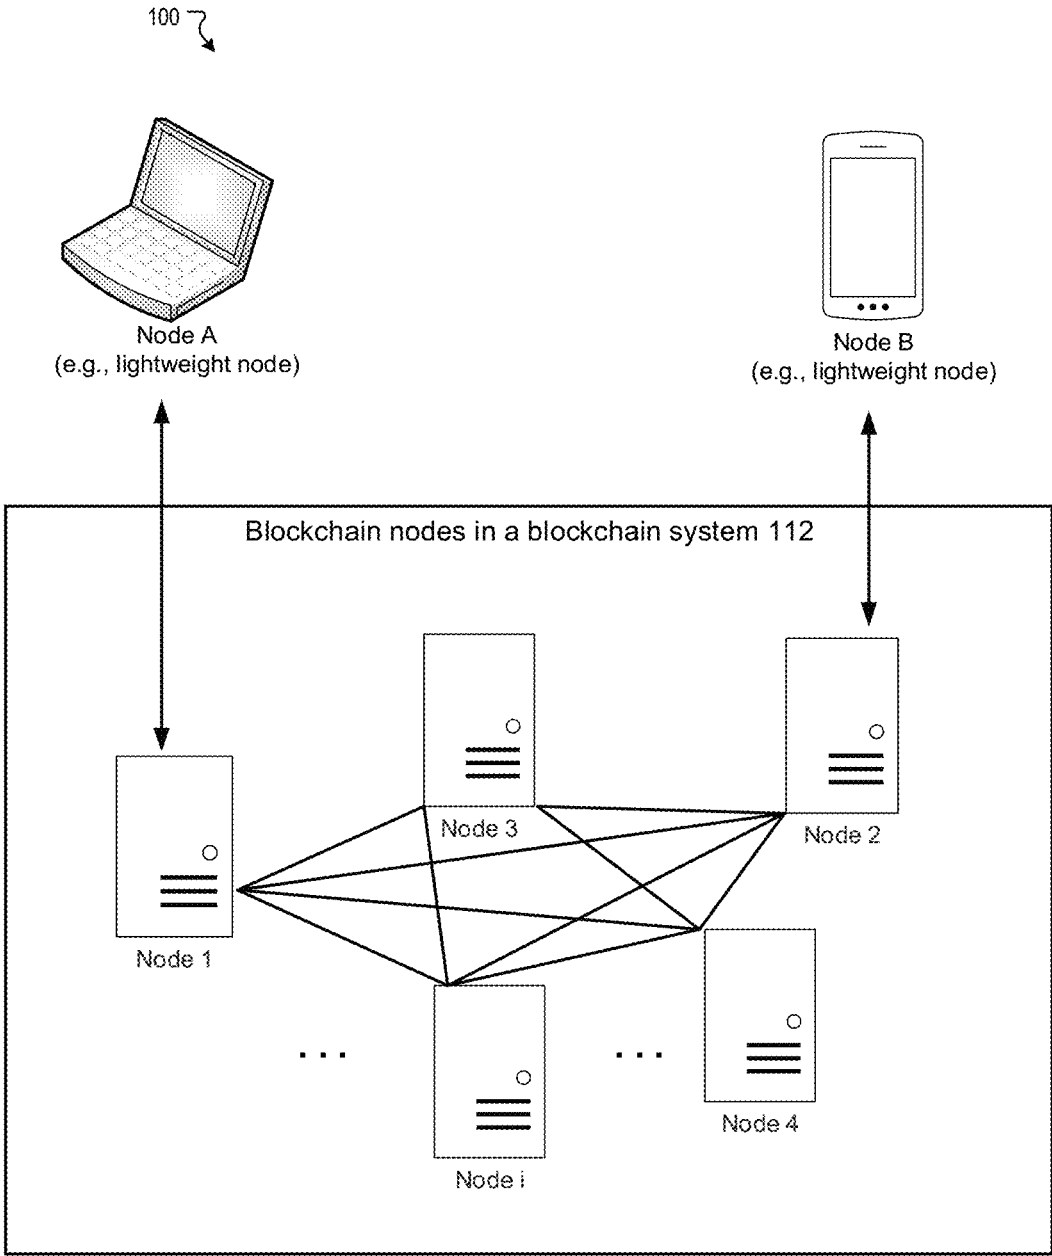 100
Node A
(e.g., lightweight node)
Node B
(e.g., lightweight node)
Blockchain nodes in a blockchain system 112
Node 3
Node 2
Node 1
. . .
. . .
Node 4
Node i